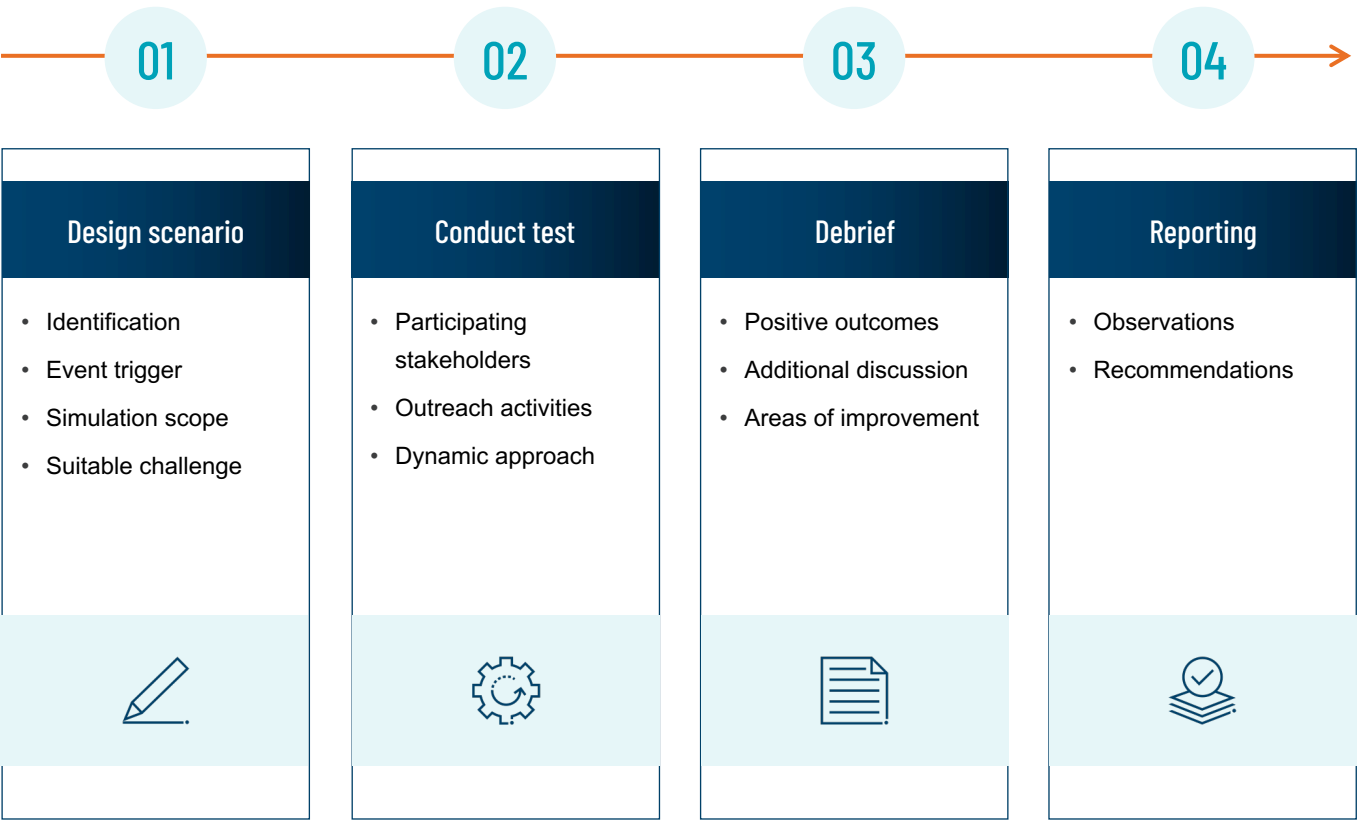 01
02
03
04
Design scenario
• Identification
• Event trigger
• Simulation scope
• Suitable challenge
Conduct test
• Participating
stakeholders
• Outreach activities
• Dynamic approach
Debrief
• Positive outcomes
• Additional discussion
• Areas of improvement
Reporting
• Observations
• Recommendations